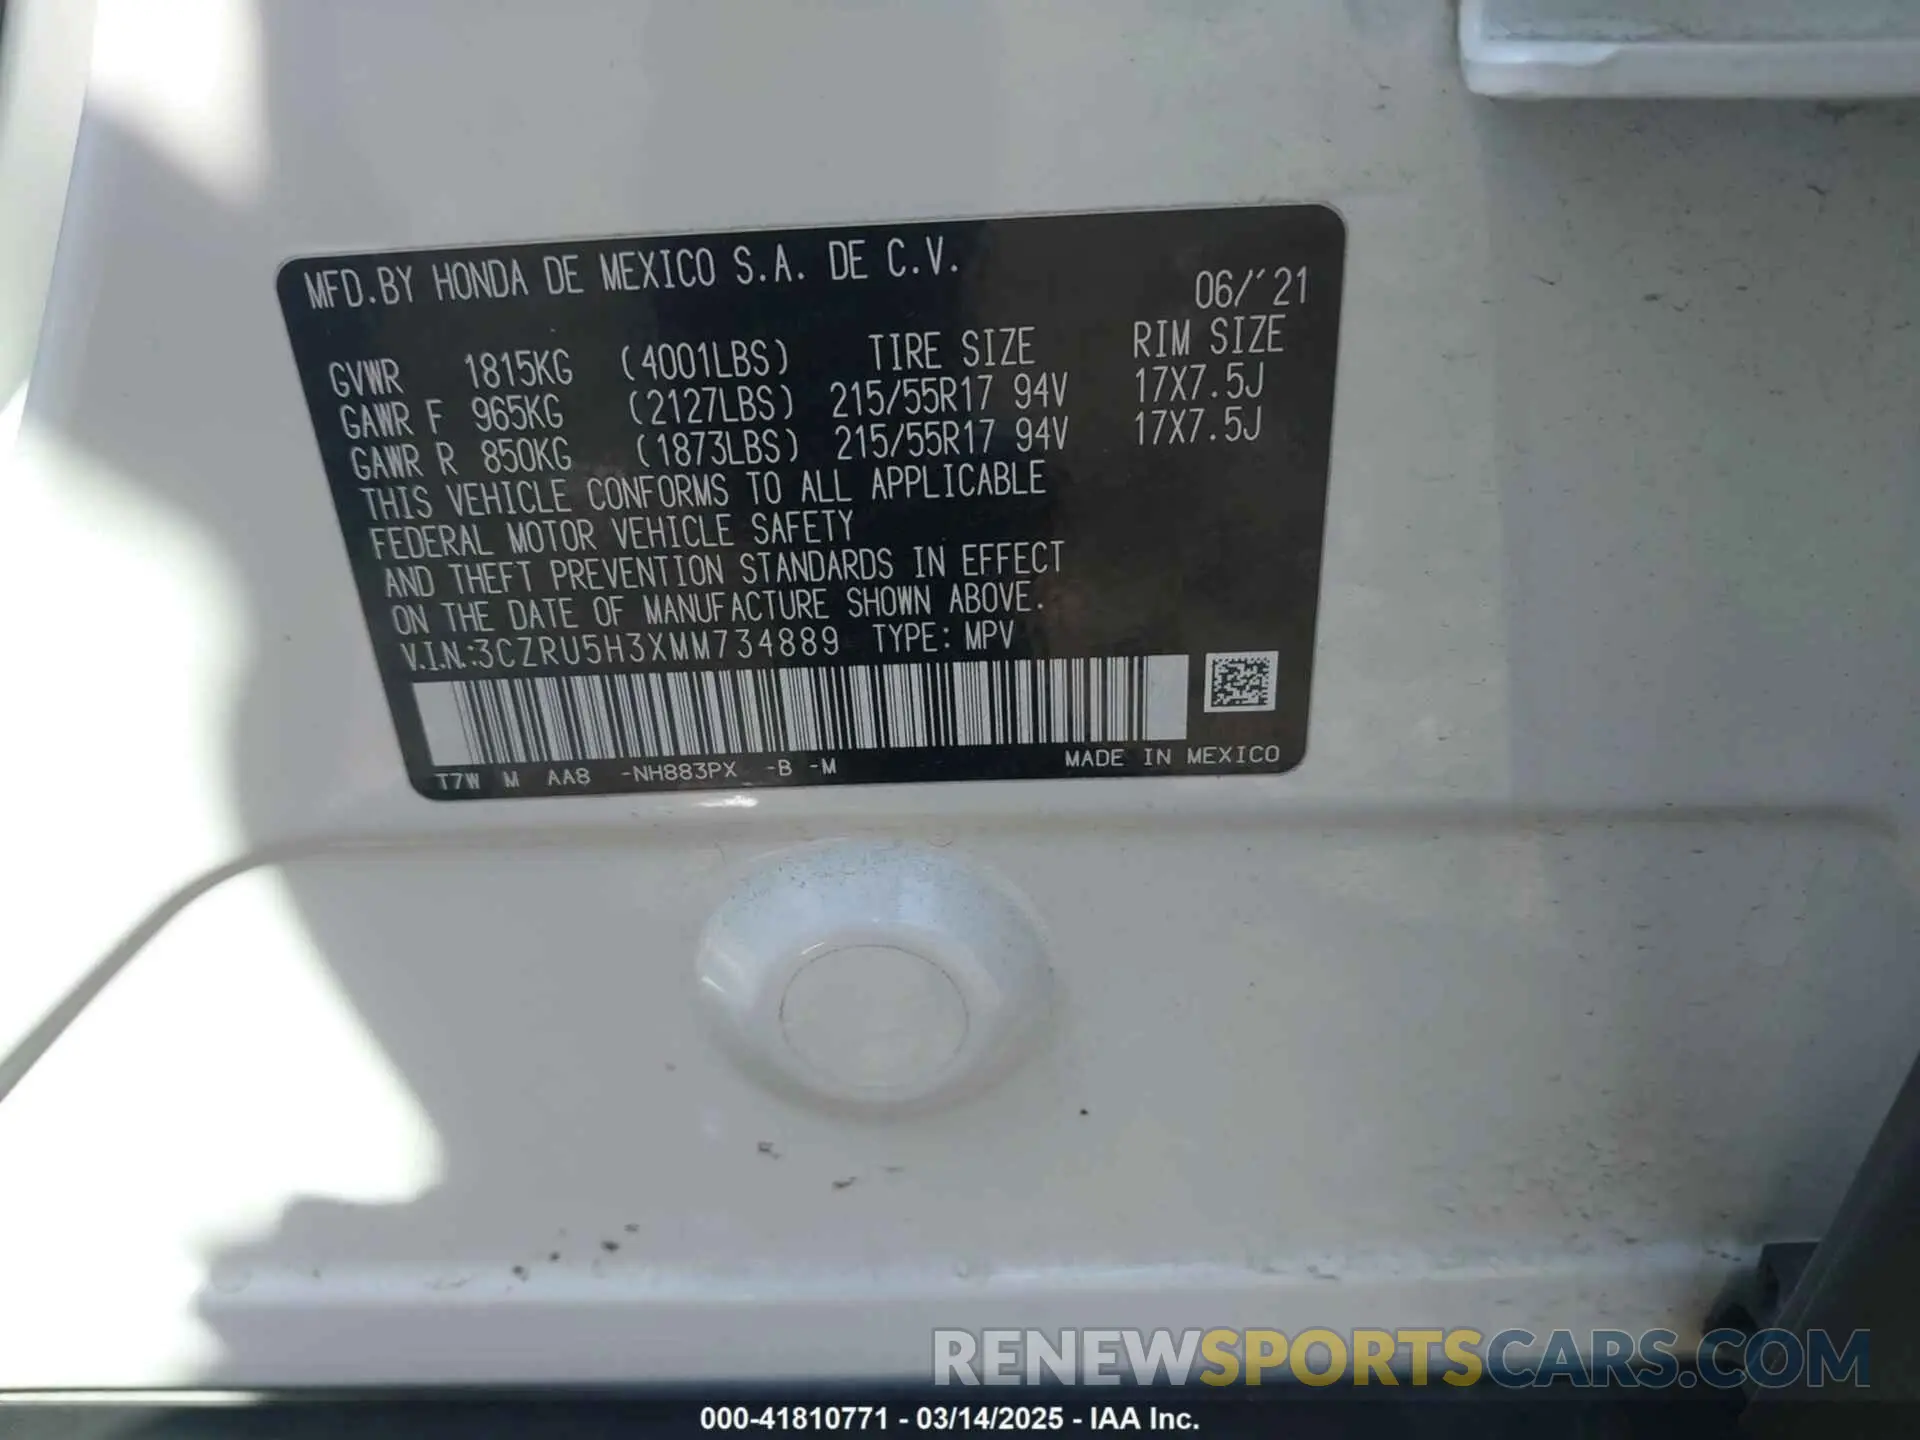 MFD.BY HONDA DE MEXICO S.A. DE C.V.
06/'21
GVWR 1815KG (4001LBS) TIRE SIZE RIM SIZE
GAWR F 965KG (2127LBS) 215/55R17 94V 17X7.5J
GAWR R 850KG (1873LBS) 215/55R17 94V 17X7.5J
THIS VEHICLE CONFORMS TO ALL APPLICABLE
FEDERAL MOTOR VEHICLE SAFETY
AND THEFT PREVENTION STANDARDS IN EFFECT
ON THE DATE OF MANUFACTURE SHOWN ABOVE.
V.I.N.:3CZRU5H3XMM734889 TYPE: MPV
T7W M AA8 -NH883PX -B -M MADE IN MEXICO
RENEWSPORTSCARS.COM
000-41810771 - 03/14/2025 - IAA Inc.